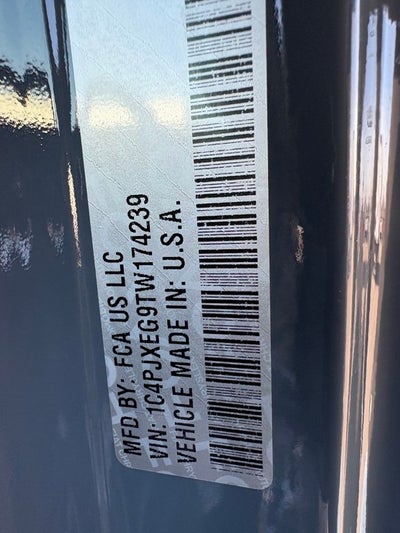 MFD BY: FCA US LLC
VIN: 1C4PJXEG9TW174239
VEHICLE MADE IN: U.S.A.